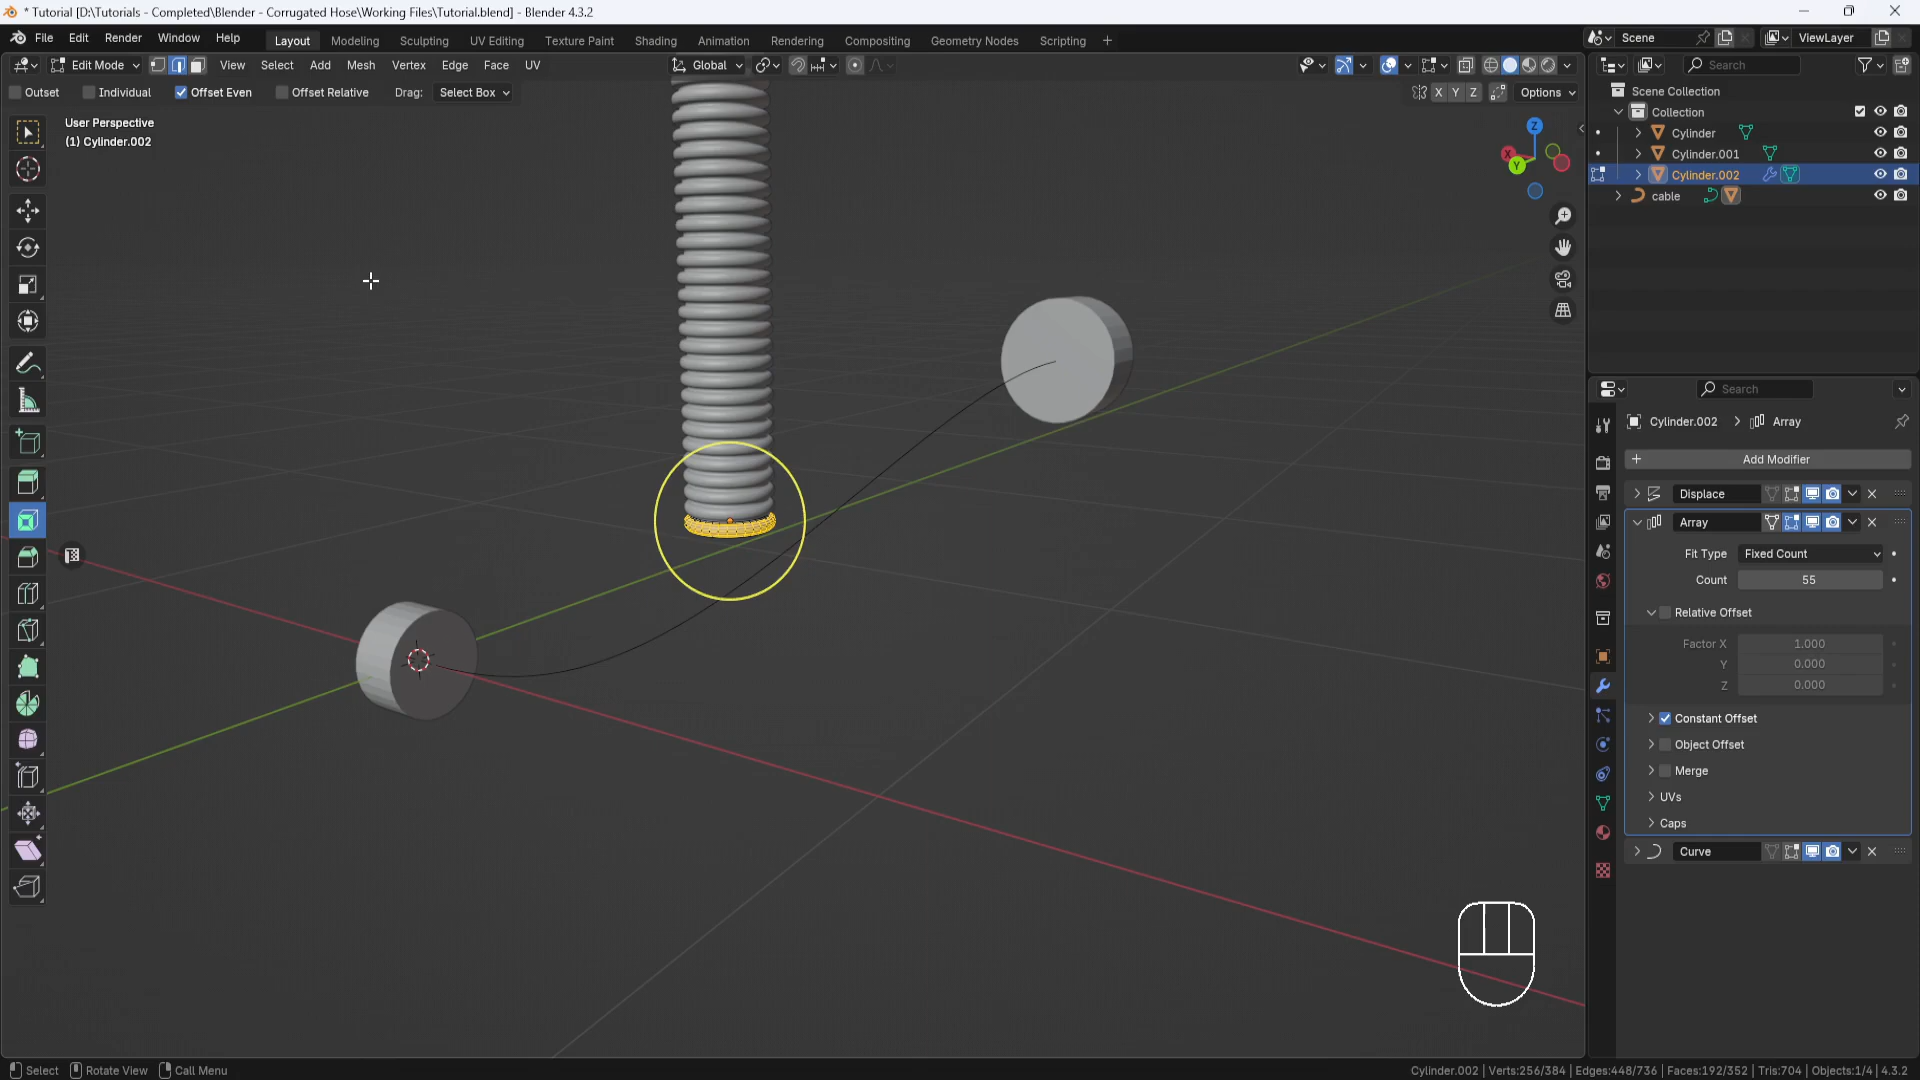 * Tutorial [D:\Tutorials - Completed\Blender - Corrugated Hose\Working Files\Tutorial.blend] - Blender 4.3.2
File Edit Render Window Help Layout Modeling Sculpting UV Editing Texture Paint Shading Animation Rendering Compositing Geometry Nodes Scripting + Scene ViewLayer
Edit Mode View Select Add Mesh Vertex Edge Face UV Global Search
Outset Individual Offset Even Offset Relative Drag: Select Box X Y Z Options
User Perspective
(1) Cylinder.002
Z
X
Y
Scene Collection
Collection
Cylinder
Cylinder.001
Cylinder.002
cable
Search
Cylinder.002 > Array
+ Add Modifier
Displace
Array
Fit Type Fixed Count
Count 55
Relative Offset
Factor X 1.000
Y 0.000
Z 0.000
Constant Offset
Object Offset
Merge
UVs
Caps
Curve
Select Rotate View Call Menu
Cylinder.002 | Verts:256/384 | Edges:448/736 | Faces:192/352 | Tris:704 | Objects:1/4 | 4.3.2